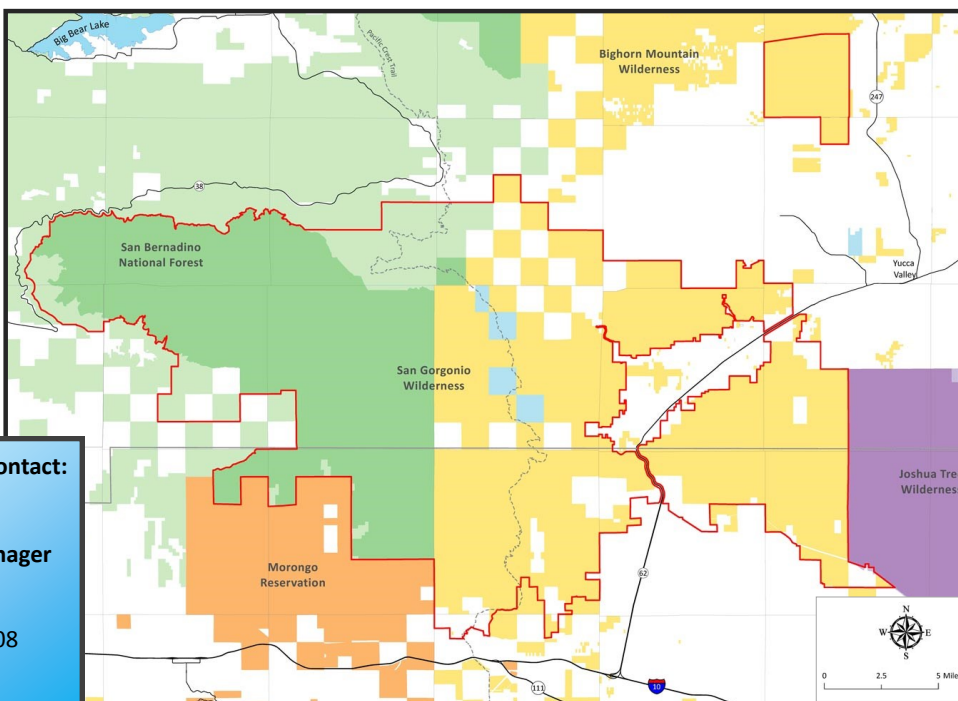 Big Bear Lake
Pacific Crest Trail
Bighorn Mountain
Wilderness
247
38
San Bernadino
National Forest
Yucca
Valley
San Gorgonio
Wilderness
ontact:
Joshua Tre
Wilderness
nager
Morongo
Reservation
62
08
N
W E
S
0 2.5 5 Mile
111
10